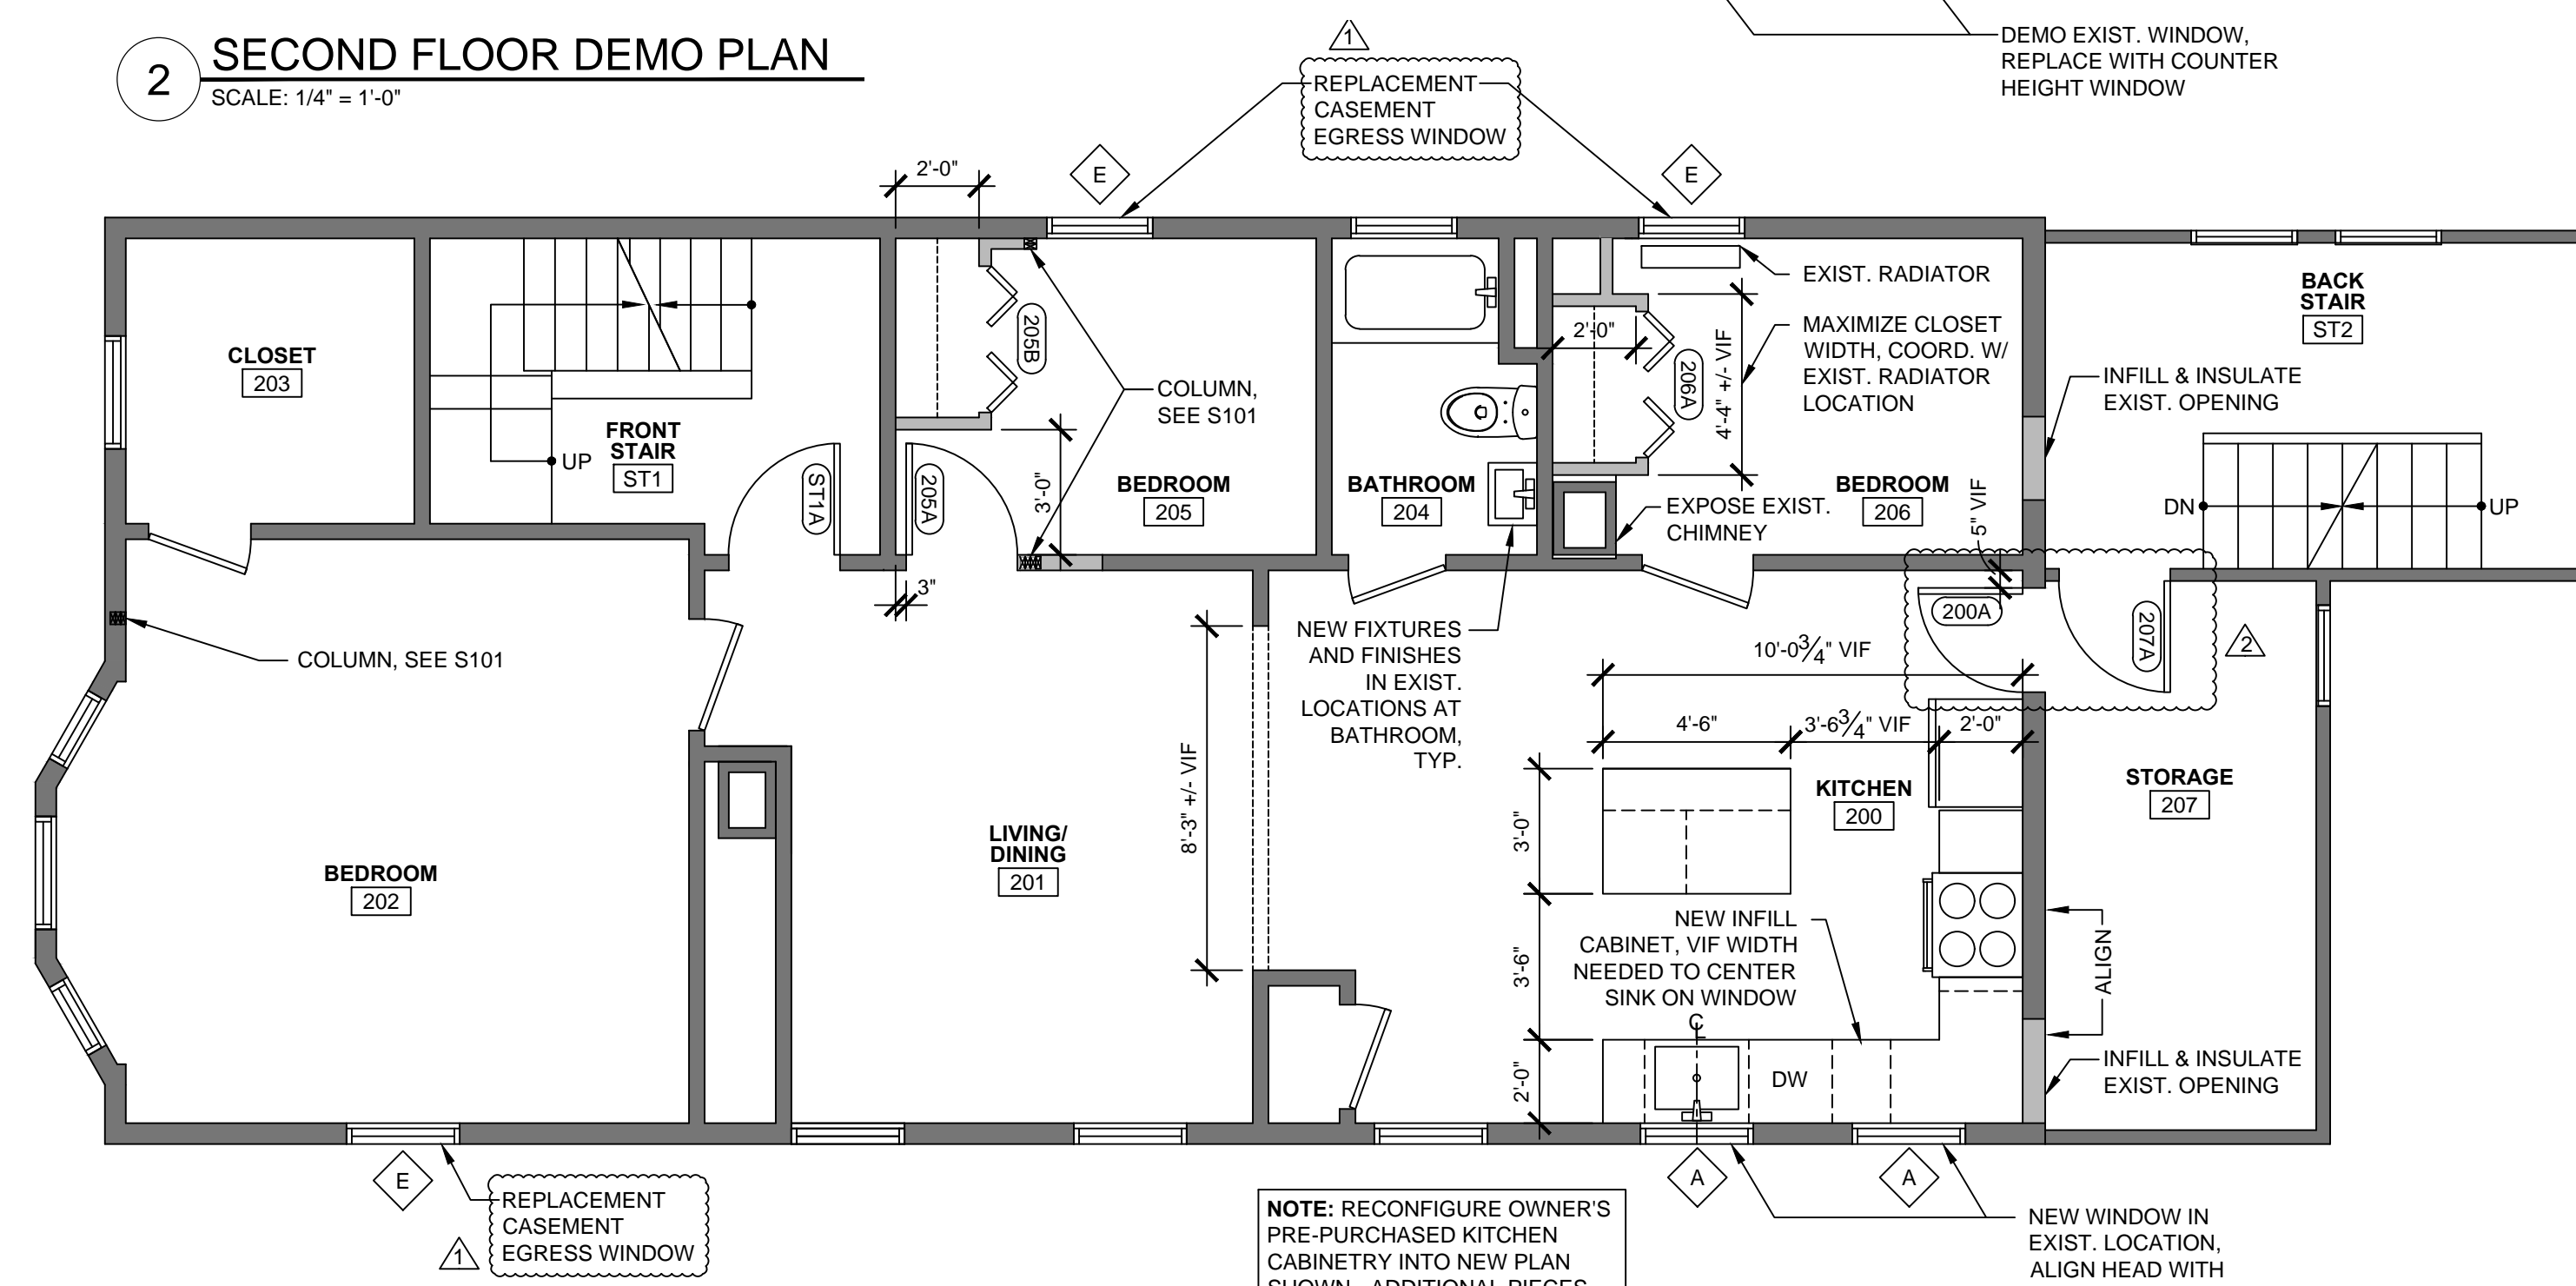 2
SECOND FLOOR DEMO PLAN
SCALE: 1/4" = 1'-0"
1
REPLACEMENT
CASEMENT
EGRESS WINDOW
DEMO EXIST. WINDOW,
REPLACE WITH COUNTER
HEIGHT WINDOW
2'-0"
E
E
CLOSET
203
FRONT
STAIR
ST1
UP
ST1A
205A
205B
3'-0"
3"
COLUMN,
SEE S101
BEDROOM
205
BATHROOM
204
2'-0"
206A
4'-4" +/- VIF
EXIST. RADIATOR
MAXIMIZE CLOSET
WIDTH, COORD. W/
EXIST. RADIATOR
LOCATION
BEDROOM
206
EXPOSE EXIST.
CHIMNEY
BACK
STAIR
ST2
INFILL & INSULATE
EXIST. OPENING
DN
UP
5" VIF
200A
207A
2
COLUMN, SEE S101
BEDROOM
202
LIVING/
DINING
201
8'-3" +/- VIF
NEW FIXTURES
AND FINISHES
IN EXIST.
LOCATIONS AT
BATHROOM,
TYP.
10'-0 3/4" VIF
4'-6"
3'-6 3/4" VIF
2'-0"
KITCHEN
200
3'-0"
3'-6"
2'-0"
NEW INFILL
CABINET, VIF WIDTH
NEEDED TO CENTER
SINK ON WINDOW
CL
DW
STORAGE
207
ALIGN
INFILL & INSULATE
EXIST. OPENING
E
1
REPLACEMENT
CASEMENT
EGRESS WINDOW
A
A
NOTE: RECONFIGURE OWNER'S
PRE-PURCHASED KITCHEN
CABINETRY INTO NEW PLAN
SHOWN. ADDITIONAL PIECES
NEW WINDOW IN
EXIST. LOCATION,
ALIGN HEAD WITH